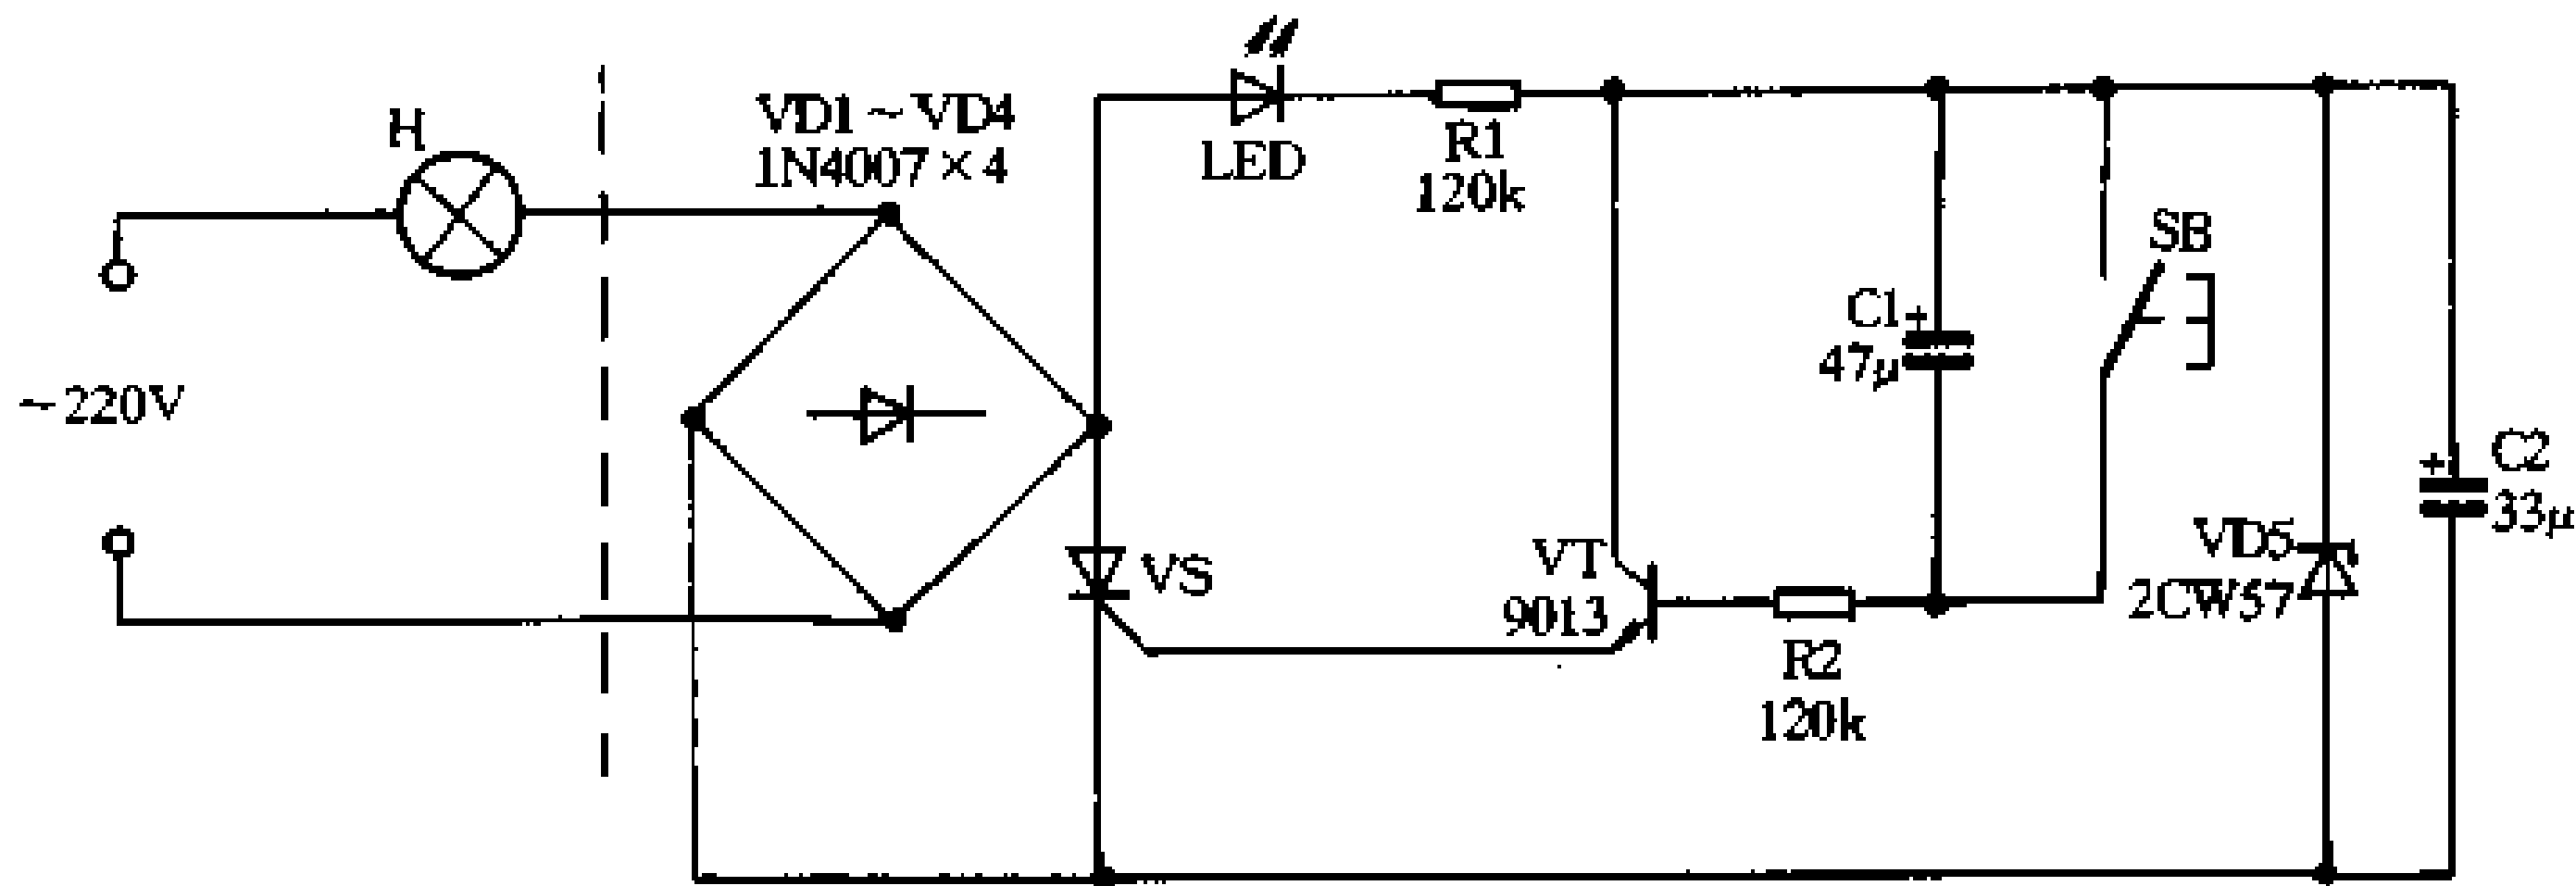 H
VD1～VD4
1N4007×4
LED
R1
120k
SB
C1
+
47μ
~220V
+
C2
33μ
VS
VT
9013
VD5
2CW57
R2
120k